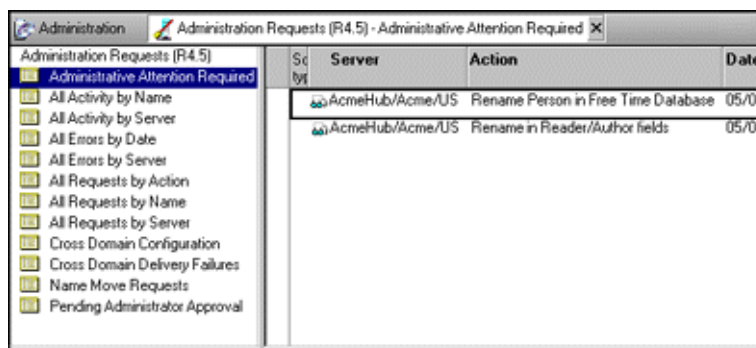 Administration
Administration Requests (R4.5) - Administrative Attention Required
Administration Requests (R4.5)
Administrative Attention Required
All Activity by Name
All Activity by Server
All Errors by Date
All Errors by Server
All Requests by Action
All Requests by Name
All Requests by Server
Cross Domain Configuration
Cross Domain Delivery Failures
Name Move Requests
Pending Administrator Approval
Sc Server Action Date
typ
AcmeHub/Acme/US Rename Person in Free Time Database 05/0
AcmeHub/Acme/US Rename in Reader/Author fields 05/0